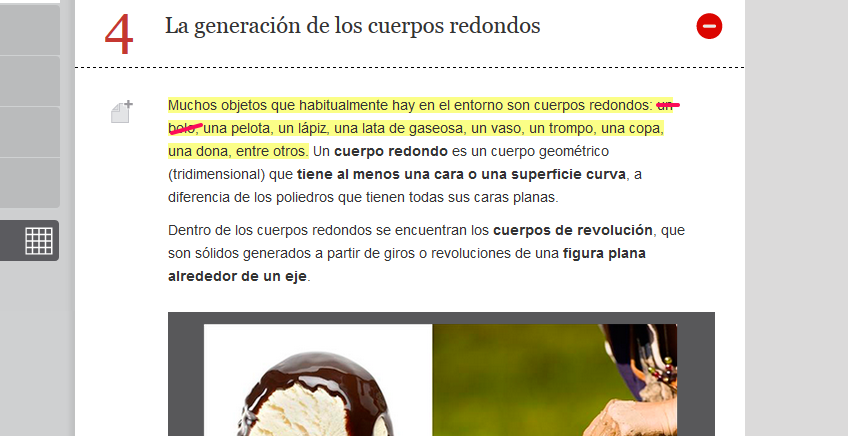 4 La generación de los cuerpos redondos
Muchos objetos que habitualmente hay en el entorno son cuerpos redondos: un
bolo, una pelota, un lápiz, una lata de gaseosa, un vaso, un trompo, una copa,
una dona, entre otros. Un cuerpo redondo es un cuerpo geométrico
(tridimensional) que tiene al menos una cara o una superficie curva, a
diferencia de los poliedros que tienen todas sus caras planas.
Dentro de los cuerpos redondos se encuentran los cuerpos de revolución, que
son sólidos generados a partir de giros o revoluciones de una figura plana
alrededor de un eje.